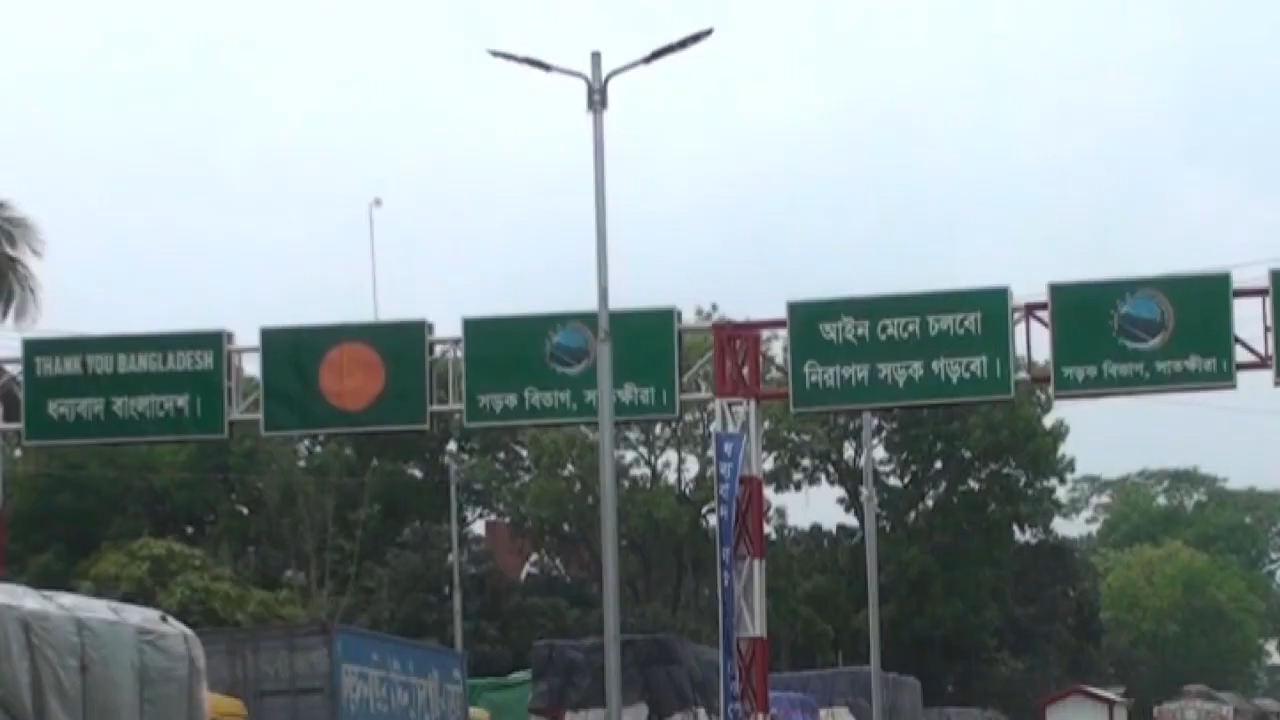 THANK YOU BANGLADESH
ধন্যবাদ বাংলাদেশ।
সড়ক বিভাগ, সাতক্ষীরা।
আইন মেনে চলবো
নিরাপদ সড়ক গড়বো।
সড়ক বিভাগ, সাতক্ষীরা।